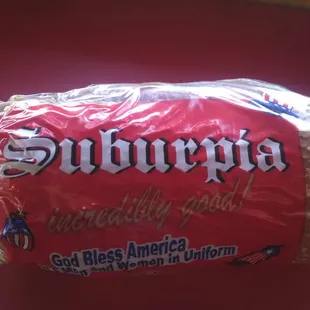 Suburpia
incredibly good!
God Bless America
Men and Women in Uniform